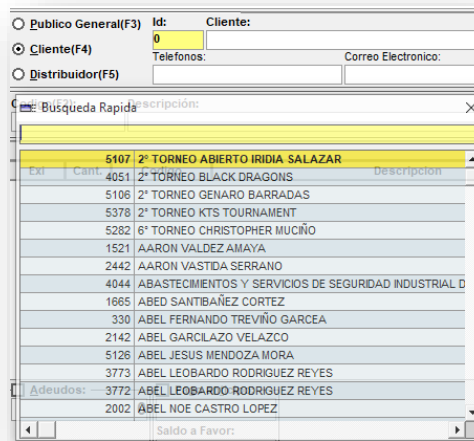 Publico General(F3) Id: Cliente:
Cliente(F4) 0
Telefonos: Correo Electronico:
Distribuidor(F5)
Descripción:
Busqueda Rapida
5107 2° TORNEO ABIERTO IRIDIA SALAZAR
Exi Cant. Codigo Descripcion
4051 2° TORNEO BLACK DRAGONS
5106 2° TORNEO GENARO BARRADAS
5378 2° TORNEO KTS TOURNAMENT
5282 6° TORNEO CHRISTOPHER MUCIÑO
1521 AARON VALDEZ AMAYA
2442 AARON VASTIDA SERRANO
4044 ABASTECIMIENTOS Y SERVICIOS DE SEGURIDAD INDUSTRIAL D
1665 ABED SANTIBAÑEZ CORTEZ
330 ABEL FERNANDO TREVIÑO GARCEA
2142 ABEL GARCILAZO VELAZCO
5126 ABEL JESUS MENDOZA MORA
3773 ABEL LEOBARDO RODRIGUEZ REYES
Adeudos:
3772 ABEL LEOBARDO RODRIGUEZ REYES
2002 ABEL NOE CASTRO LOPEZ
Saldo a Favor: